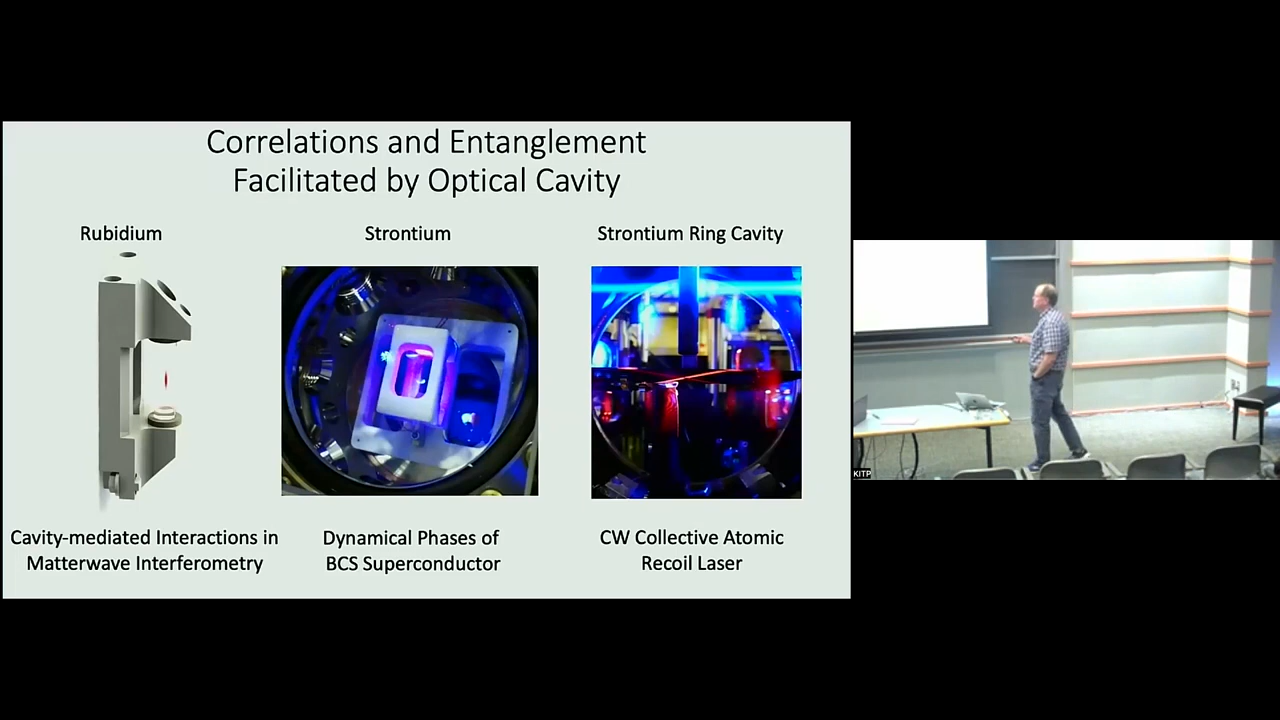 Correlations and Entanglement
Facilitated by Optical Cavity
Rubidium
Strontium
Strontium Ring Cavity
Cavity-mediated Interactions in
Matterwave Interferometry
Dynamical Phases of
BCS Superconductor
CW Collective Atomic
Recoil Laser
KITP